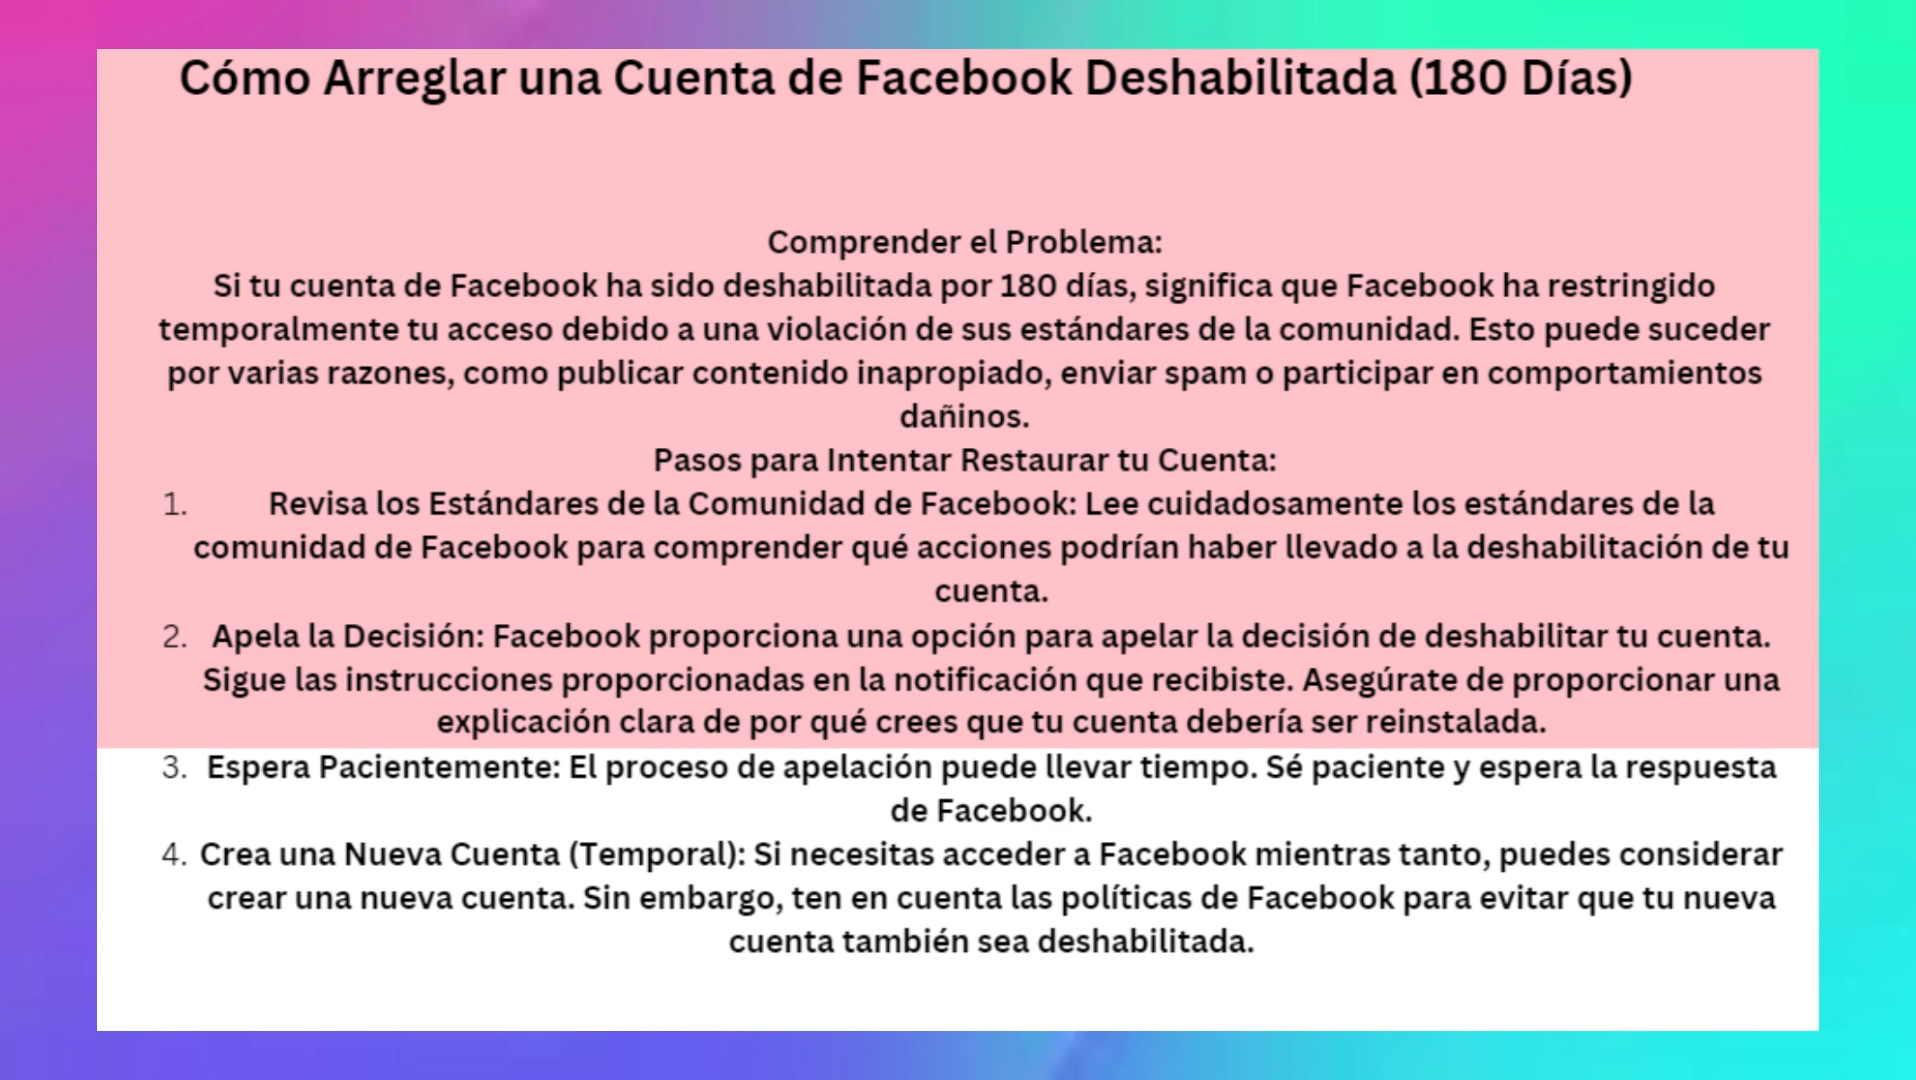 Cómo Arreglar una Cuenta de Facebook Deshabilitada (180 Días)
Comprender el Problema:
Si tu cuenta de Facebook ha sido deshabilitada por 180 días, significa que Facebook ha restringido
temporalmente tu acceso debido a una violación de sus estándares de la comunidad. Esto puede suceder
por varias razones, como publicar contenido inapropiado, enviar spam o participar en comportamientos
dañinos.
Pasos para Intentar Restaurar tu Cuenta:
1. Revisa los Estándares de la Comunidad de Facebook: Lee cuidadosamente los estándares de la
comunidad de Facebook para comprender qué acciones podrían haber llevado a la deshabilitación de tu
cuenta.
2. Apela la Decisión: Facebook proporciona una opción para apelar la decisión de deshabilitar tu cuenta.
Sigue las instrucciones proporcionadas en la notificación que recibiste. Asegúrate de proporcionar una
explicación clara de por qué crees que tu cuenta debería ser reinstalada.
3. Espera Pacientemente: El proceso de apelación puede llevar tiempo. Sé paciente y espera la respuesta
de Facebook.
4. Crea una Nueva Cuenta (Temporal): Si necesitas acceder a Facebook mientras tanto, puedes considerar
crear una nueva cuenta. Sin embargo, ten en cuenta las políticas de Facebook para evitar que tu nueva
cuenta también sea deshabilitada.